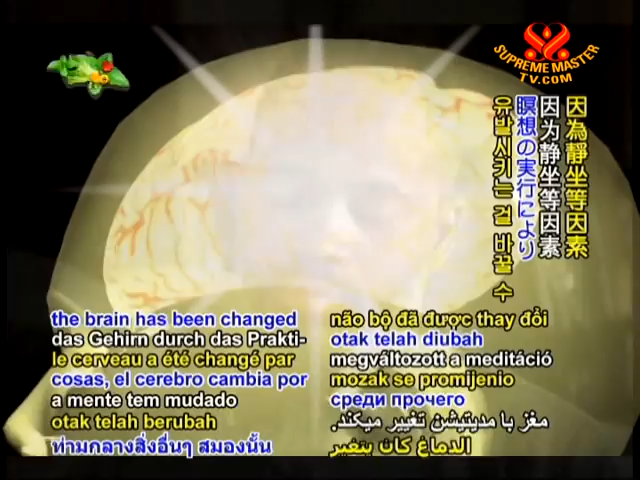 SUPREME MASTER
TV.COM
因為靜坐等因素
因为静坐等因素
瞑想の実行により
유발시키는 걸 바꿀 수
the brain has been changed
das Gehirn durch das Prakti-
le cerveau a été changé par
cosas, el cerebro cambia por
a mente tem mudado
otak telah berubah
ท่ามกลางสิ่งอื่นๆ สมองนั้น
não bộ đã được thay đổi
otak telah diubah
megváltozott a meditáció
mozak se promijenio
среди прочего
مغز با مدیتیشن تغییر میکند.
الدماغ كان يتغير